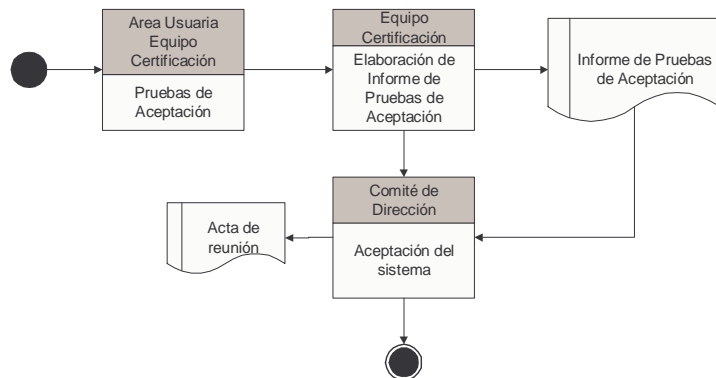 Area Usuaria
Equipo
Certificación
Pruebas de
Aceptación
Equipo
Certificación
Elaboración de
Informe de
Pruebas de
Aceptación
Informe de Pruebas
de Aceptación
Comité de
Dirección
Aceptación del
sistema
Acta de
reunión